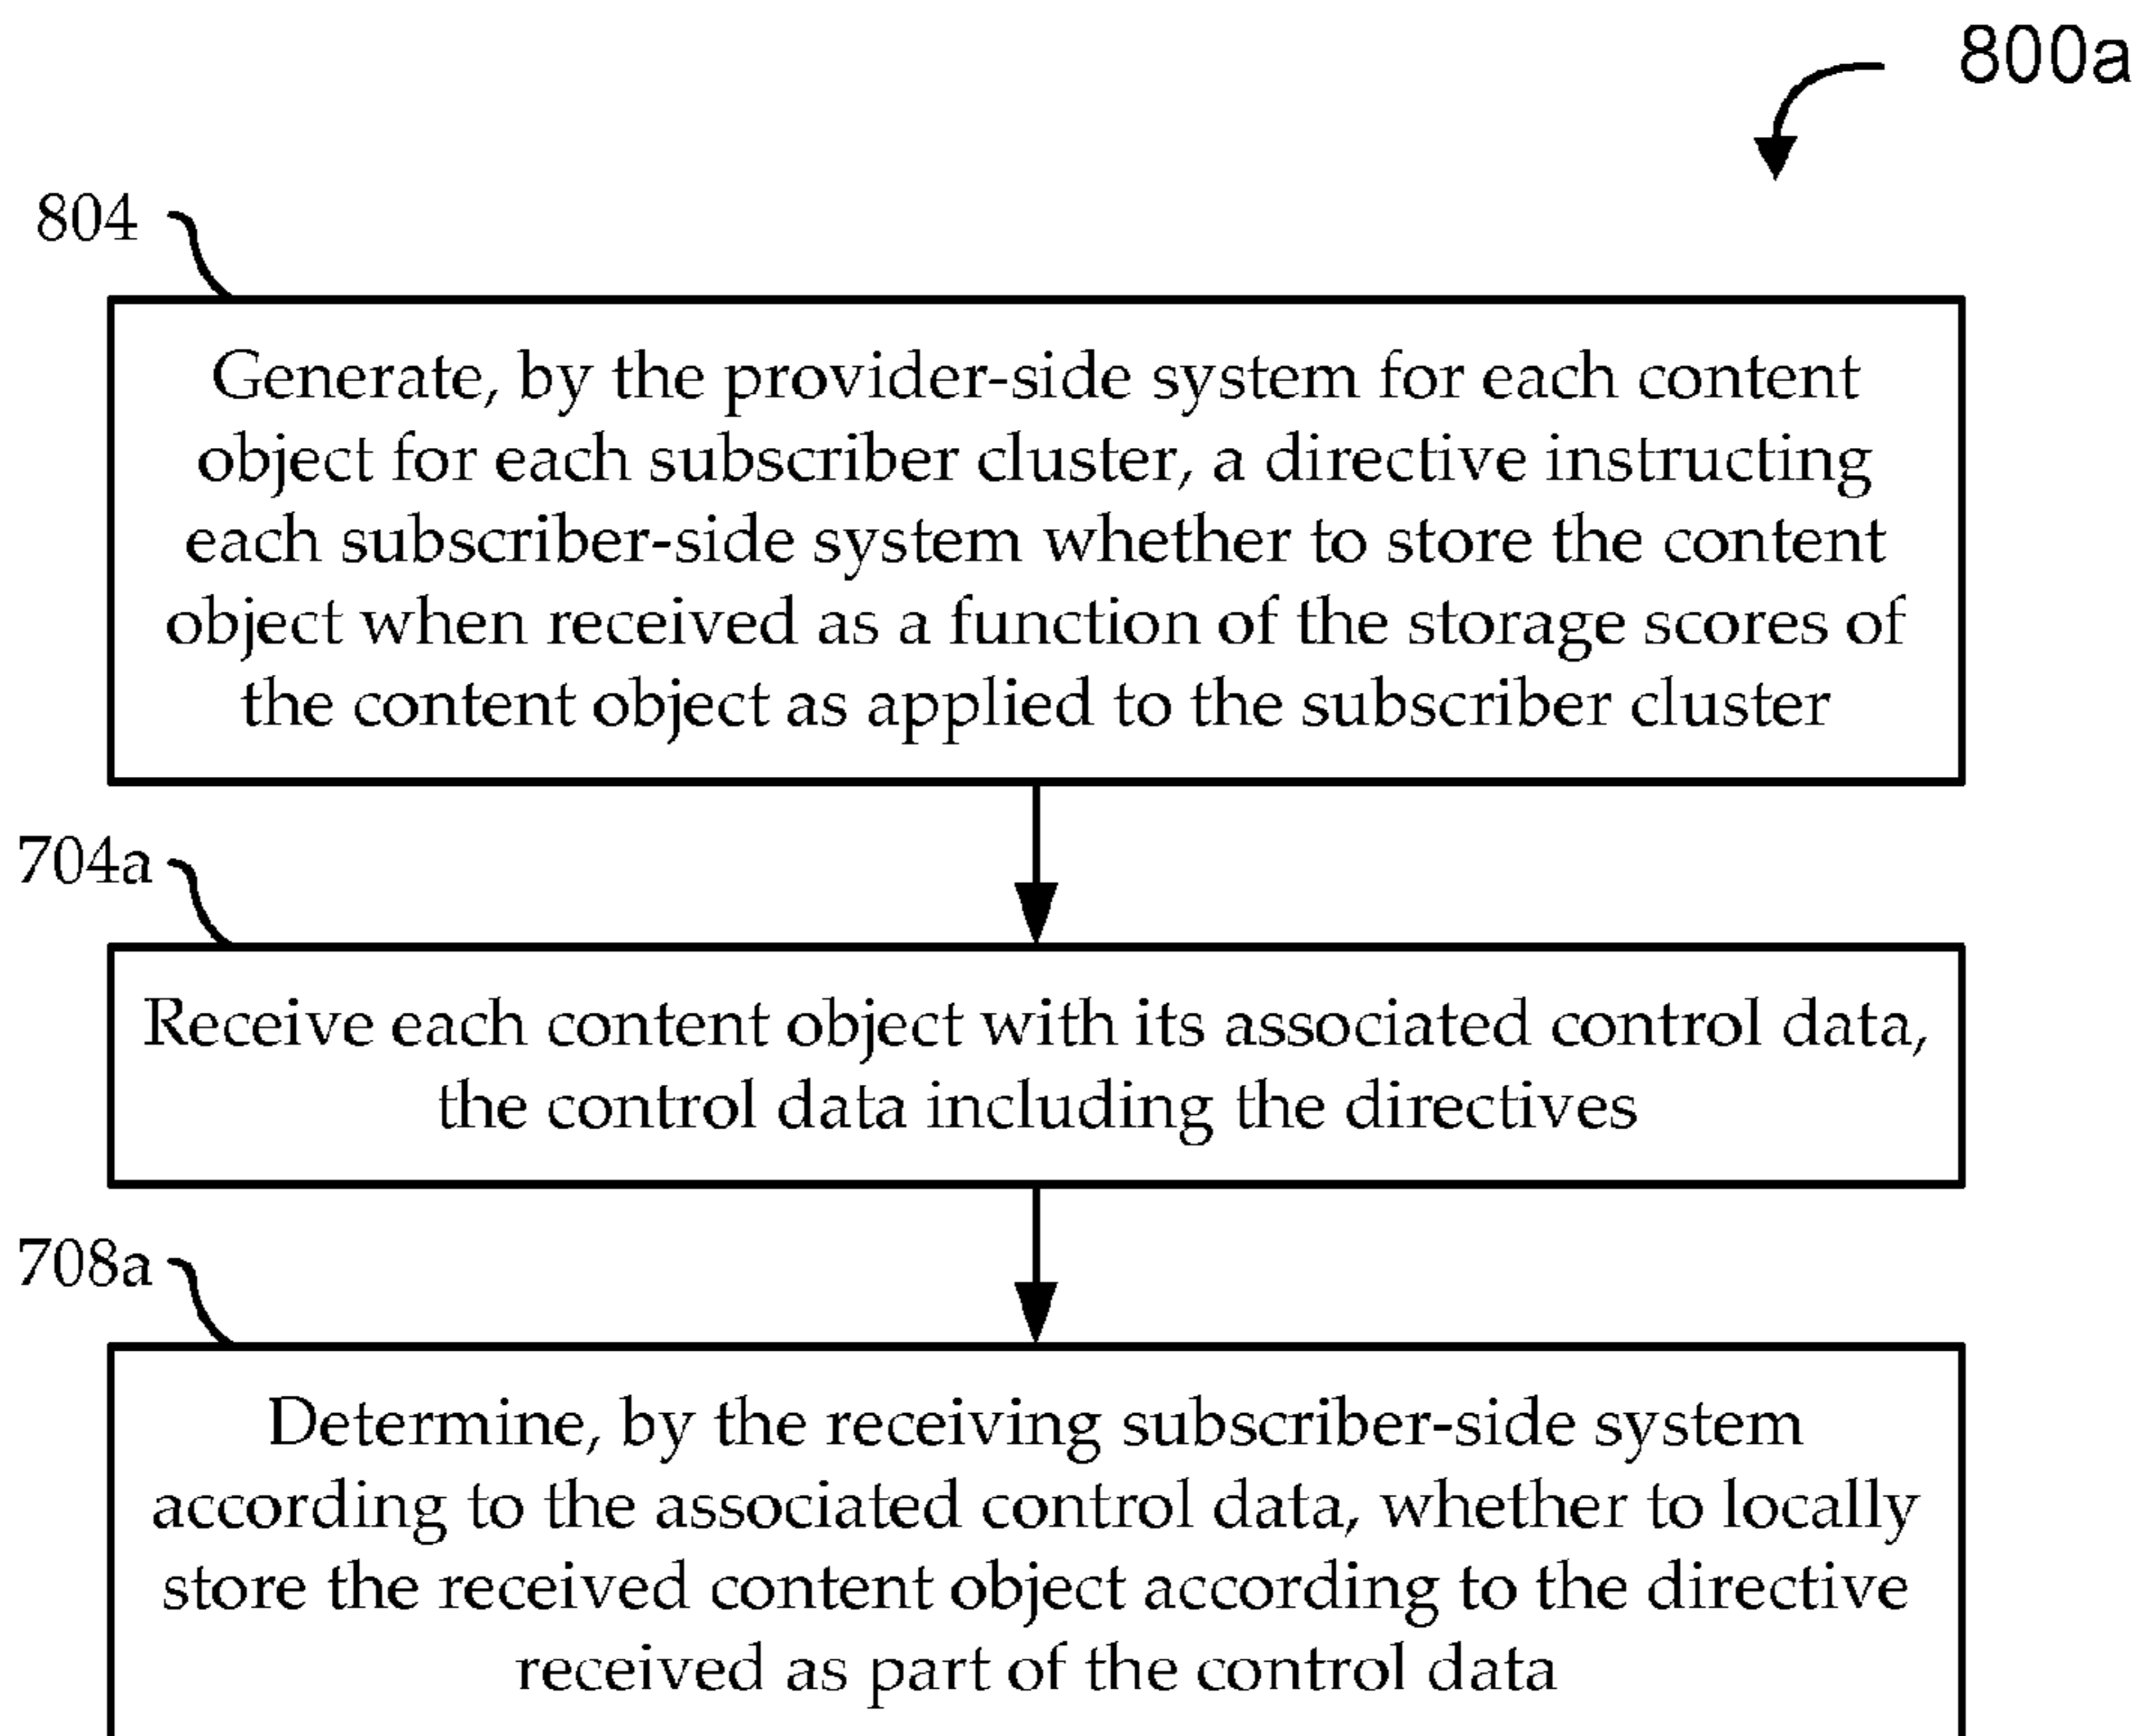 800a
804
Generate, by the provider-side system for each content
object for each subscriber cluster, a directive instructing
each subscriber-side system whether to store the content
object when received as a function of the storage scores of
the content object as applied to the subscriber cluster
704a
Receive each content object with its associated control data,
the control data including the directives
708a
Determine, by the receiving subscriber-side system
according to the associated control data, whether to locally
store the received content object according to the directive
received as part of the control data